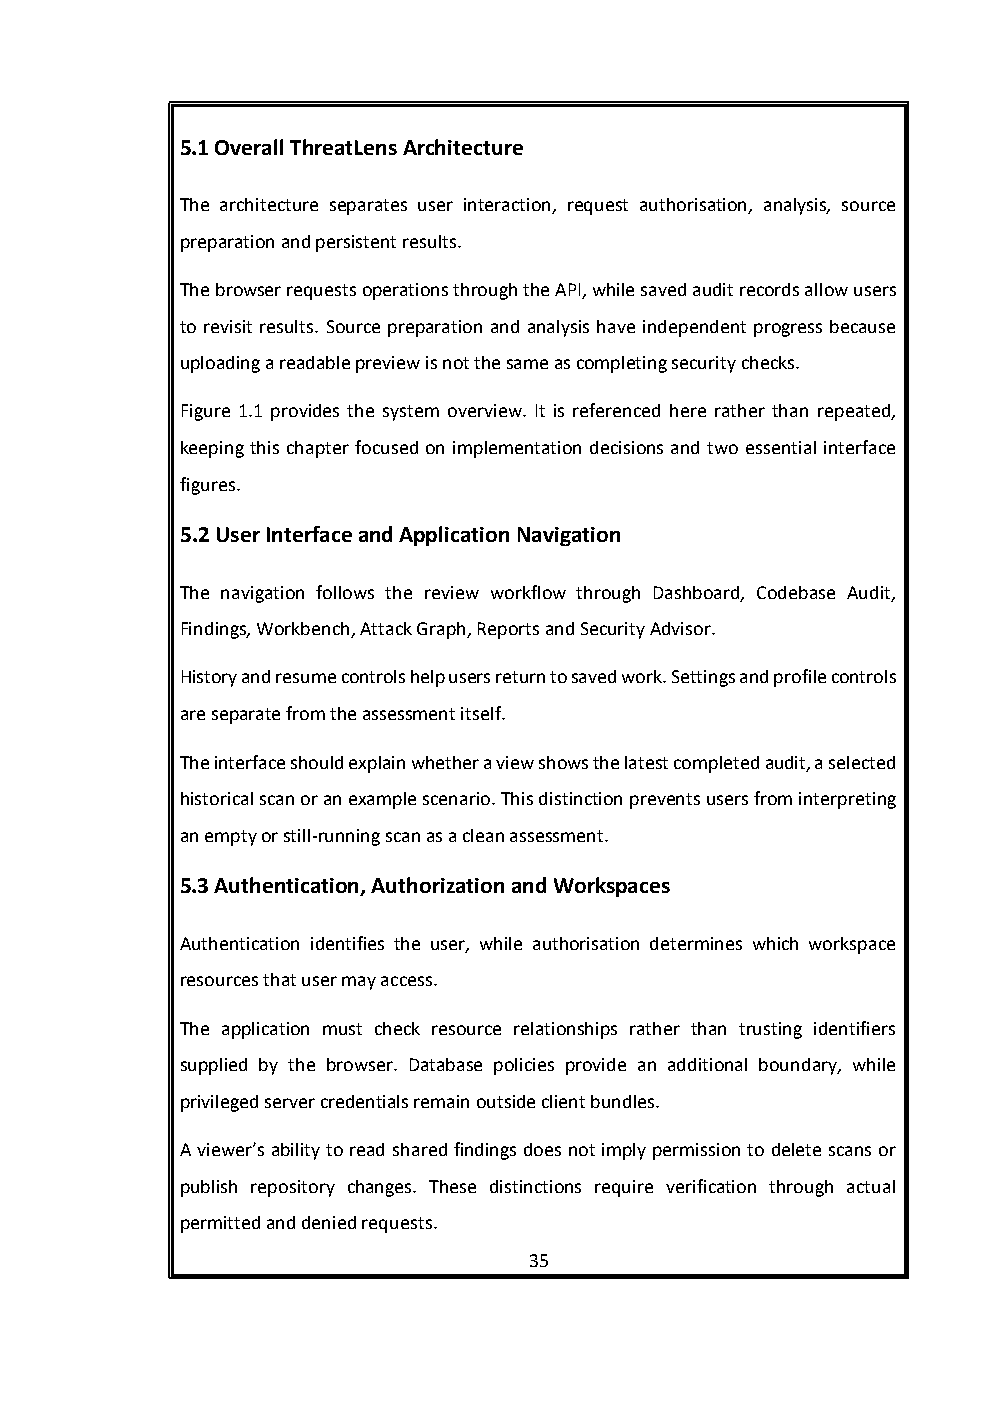 5.1 Overall ThreatLens Architecture
The architecture separates user interaction, request authorisation, analysis, source
preparation and persistent results.
The browser requests operations through the API, while saved audit records allow users
to revisit results. Source preparation and analysis have independent progress because
uploading a readable preview is not the same as completing security checks.
Figure 1.1 provides the system overview. It is referenced here rather than repeated,
keeping this chapter focused on implementation decisions and two essential interface
figures.
5.2 User Interface and Application Navigation
The navigation follows the review workflow through Dashboard, Codebase Audit,
Findings, Workbench, Attack Graph, Reports and Security Advisor.
History and resume controls help users return to saved work. Settings and profile controls
are separate from the assessment itself.
The interface should explain whether a view shows the latest completed audit, a selected
historical scan or an example scenario. This distinction prevents users from interpreting
an empty or still-running scan as a clean assessment.
5.3 Authentication, Authorization and Workspaces
Authentication identifies the user, while authorisation determines which workspace
resources that user may access.
The application must check resource relationships rather than trusting identifiers
supplied by the browser. Database policies provide an additional boundary, while
privileged server credentials remain outside client bundles.
A viewer’s ability to read shared findings does not imply permission to delete scans or
publish repository changes. These distinctions require verification through actual
permitted and denied requests.
35